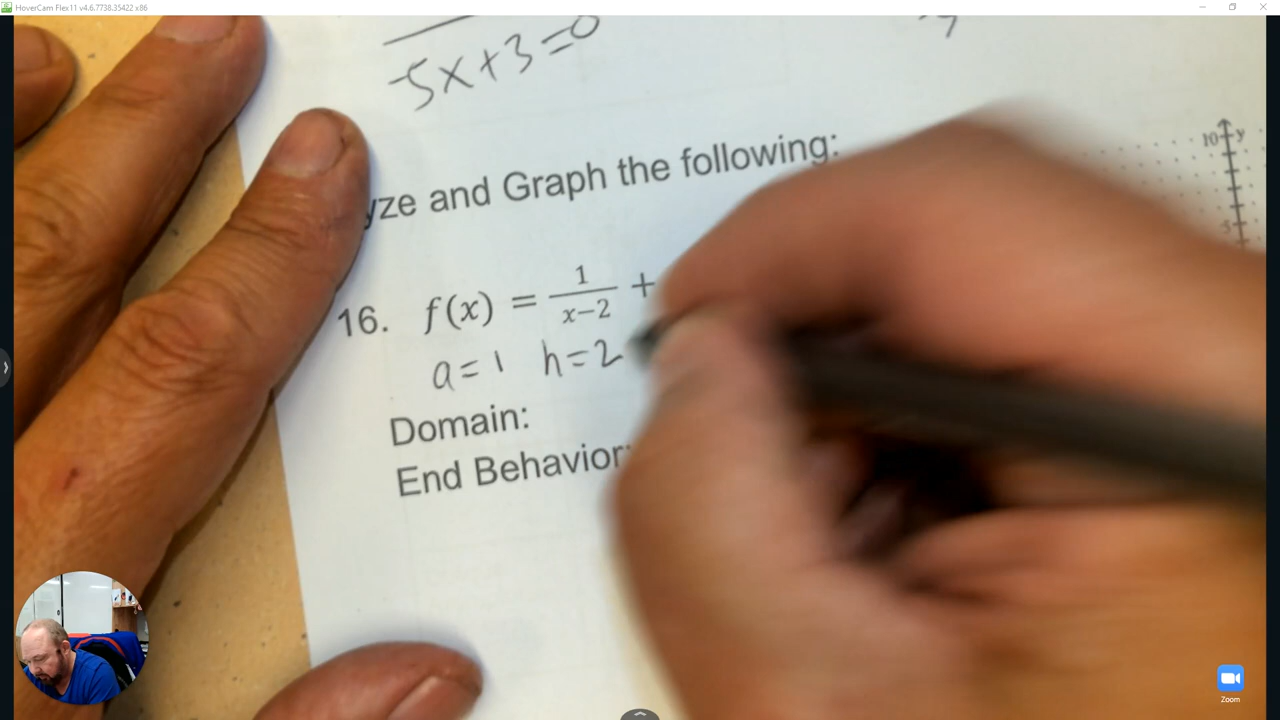 HoverCam Flex11 v4.6.7738.35422 x86
-5x+3=0
yze and Graph the following:
10 y
5
16. f(x) = 1/(x-2) +
a=1 h=2
Domain:
End Behavior:
Zoom